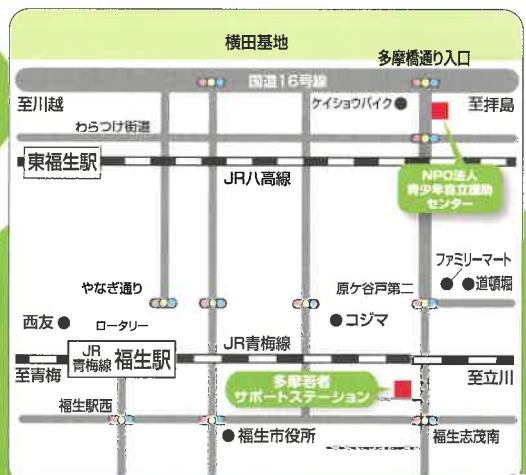 横田基地
多摩橋通り入口
国道16号線
至川越
ケイショウバイク
至拝島
わらつけ街道
東福生駅
JR八高線
NPO法人
青少年自立援助
センター
ファミリーマート
道頓堀
やなぎ通り
原ケ谷戸第二
西友
ロータリー
コジマ
JR
青梅線
福生駅
JR青梅線
至青梅
至立川
多摩若者
サポートステーション
福生駅西
福生市役所
福生志茂南